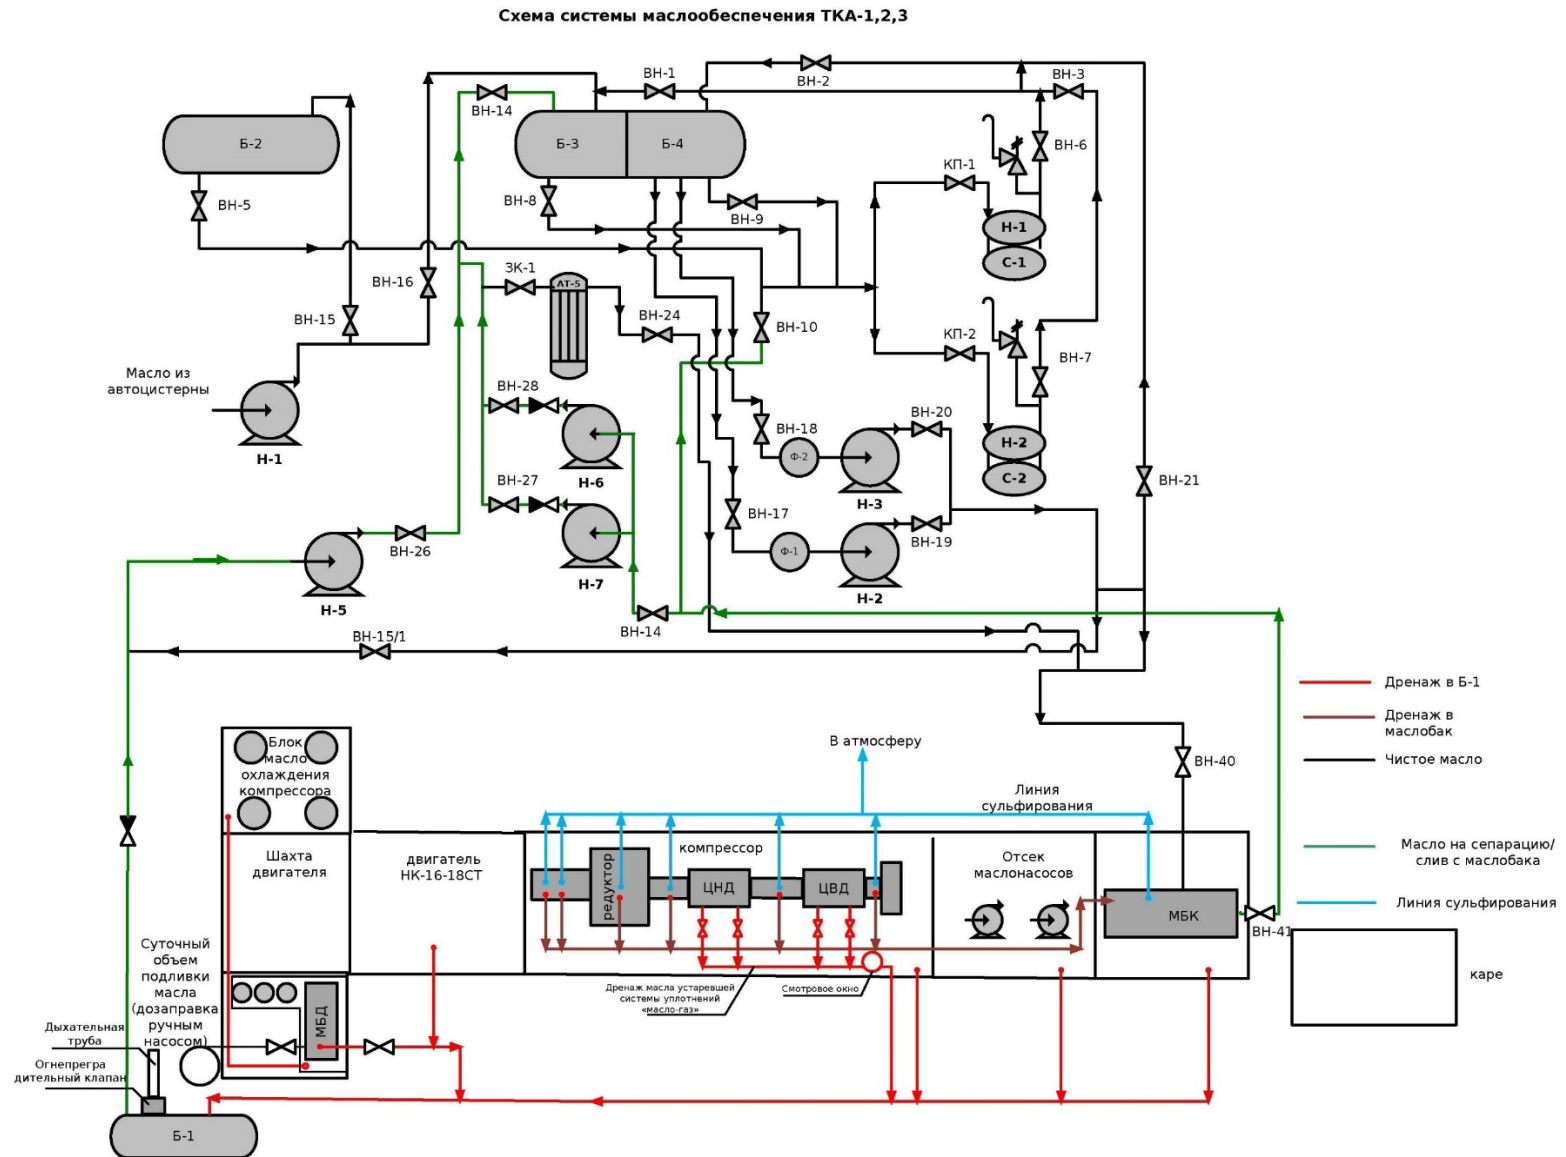 Схема системы маслообеспечения ТКА-1,2,3
ВН-14
ВН-1
ВН-2
ВН-3
Б-2
Б-3
Б-4
ВН-6
КП-1
ВН-5
ВН-8
ВН-9
Н-1
С-1
ВН-16
ЗК-1
АТ-5
ВН-15
ВН-24
ВН-10
КП-2
ВН-7
Масло из
автоцистерны
Н-1
ВН-28
Н-6
ВН-18
Ф-2
ВН-20
Н-3
Н-2
С-2
ВН-21
ВН-27
Н-7
ВН-17
Ф-1
ВН-19
Н-2
ВН-26
Н-5
ВН-14
ВН-15/1
Дренаж в Б-1
Дренаж в
маслобак
Чистое масло
Масло на сепарацию/
слив с маслобака
Линия сульфирования
В атмосферу
ВН-40
Блок
масло
охлаждения
компрессора
Линия
сульфирования
Шахта
двигателя
двигатель
НК-16-18СТ
редуктор
компрессор
ЦНД
ЦВД
Отсек
маслонасосов
МБК
ВН-41
каре
Суточный
объем
подливки
масла
(дозаправка
ручным
насосом)
МБД
Дренаж масла устаревшей
системы уплотнений
«масло-газ»
Смотровое окно
Дыхательная
труба
Огнепрегра
дительный клапан
Б-1